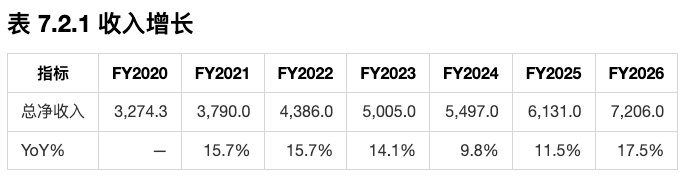 表 7.2.1 收入增长
指标 FY2020 FY2021 FY2022 FY2023 FY2024 FY2025 FY2026
总净收入 3,274.3 3,790.0 4,386.0 5,005.0 5,497.0 6,131.0 7,206.0
YoY% — 15.7% 15.7% 14.1% 9.8% 11.5% 17.5%